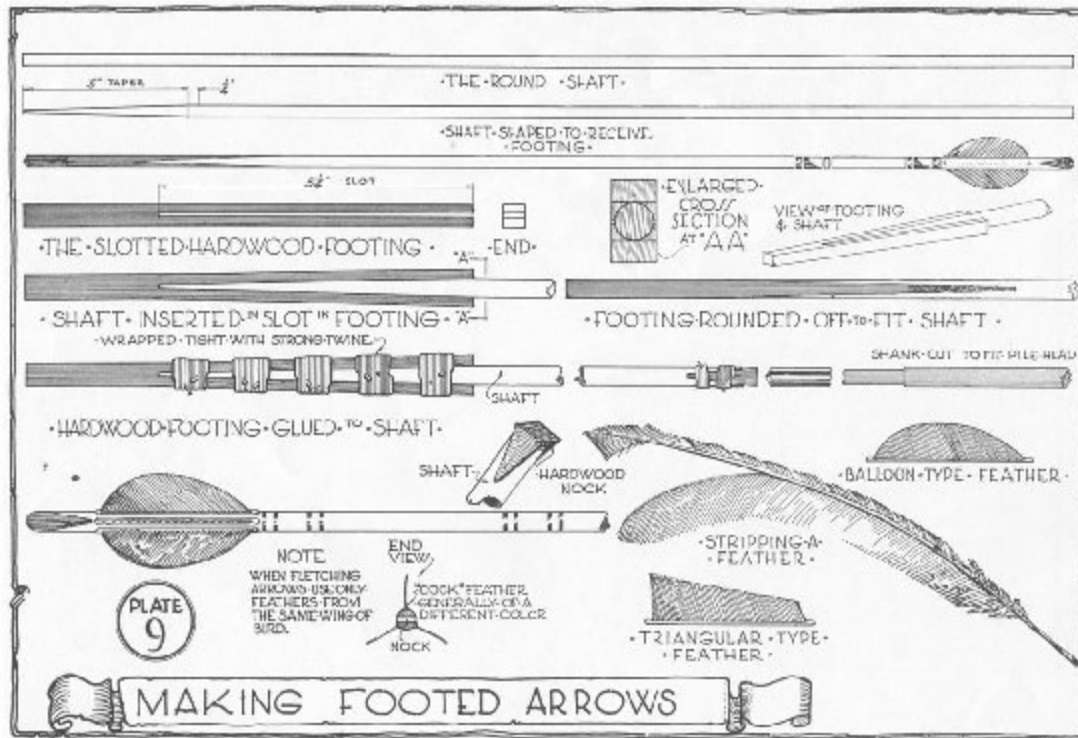 ·THE·ROUND·SHAFT·
5" TAPER
·SHAFT·SHAPED·TO·RECEIVE·
·FOOTING·
5¼" SLOT
·THE·SLOTTED·HARDWOOD·FOOTING·
·END·
·ENLARGED·
CROSS
SECTION
AT "AA"
VIEW·OF·FOOTING
& SHAFT
"A"
·SHAFT·INSERTED·IN·SLOT·IN·FOOTING·
"A"
·FOOTING·ROUNDED·OFF·TO·FIT·SHAFT·
·WRAPPED·TIGHT·WITH·STRONG·TWINE
SHAFT
SHANK·CUT TO FIT·PILE·HEAD
·HARDWOOD·FOOTING·GLUED·TO·SHAFT·
SHAFT
HARDWOOD
NOCK
·BALLOON·TYPE·FEATHER·
·STRIPPING·A·
FEATHER·
NOTE
WHEN FLETCHING
ARROWS·USE·ONLY·
FEATHERS·FROM
THE SAME·WING·OF
BIRD.
END
VIEW
"COCK" FEATHER
GENERALLY·OF·A
DIFFERENT·COLOR
NOCK
·TRIANGULAR·TYPE·
·FEATHER·
PLATE
9
MAKING FOOTED ARROWS